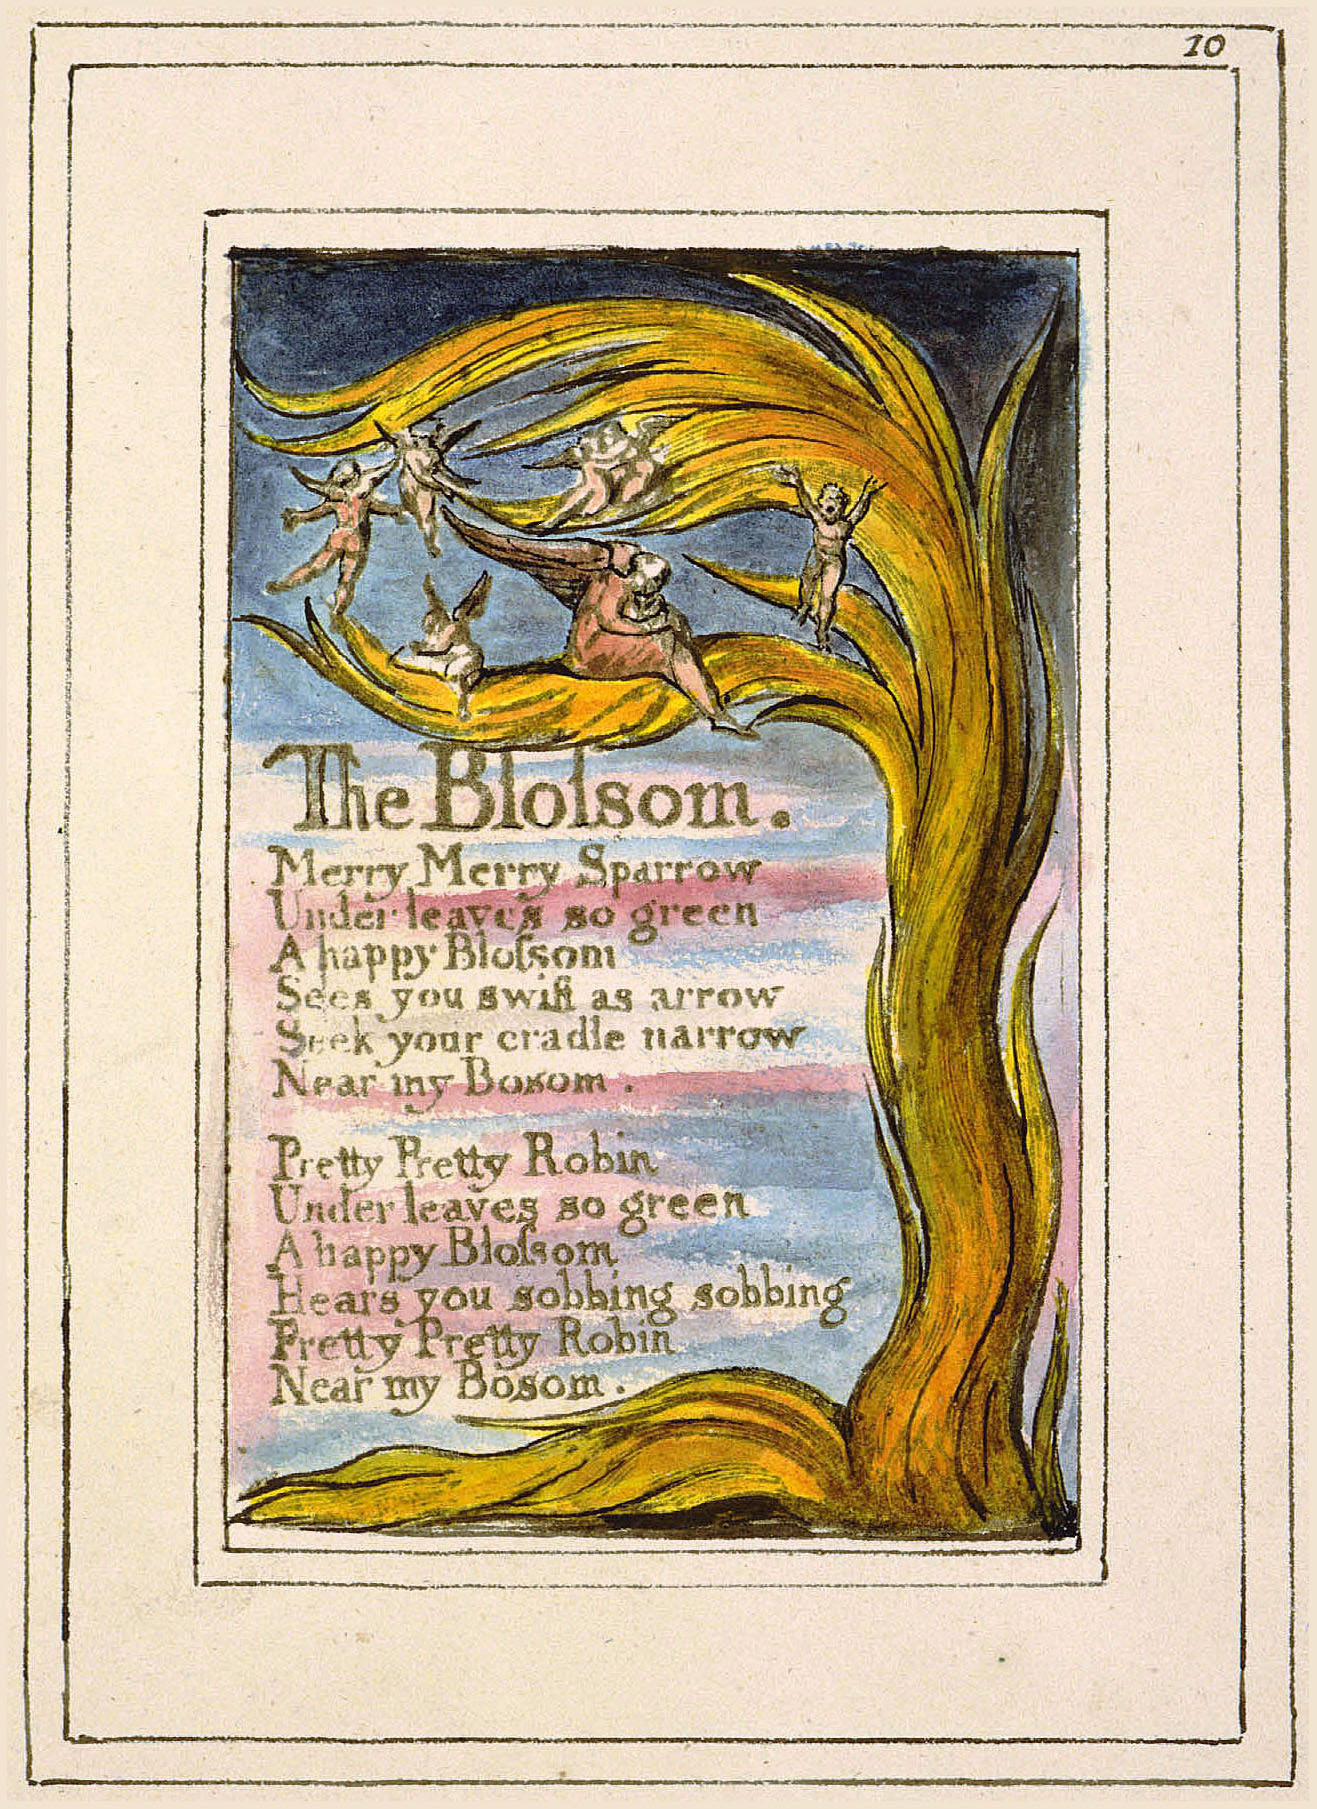 10
The Bloſsom.
Merry Merry Sparrow
Under leaves so green
A happy Bloſsom
Sees you swift as arrow
Seek your cradle narrow
Near my Bosom.
Pretty Pretty Robin
Under leaves so green
A happy Bloſsom
Hears you sobbing sobbing
Pretty Pretty Robin
Near my Bosom.